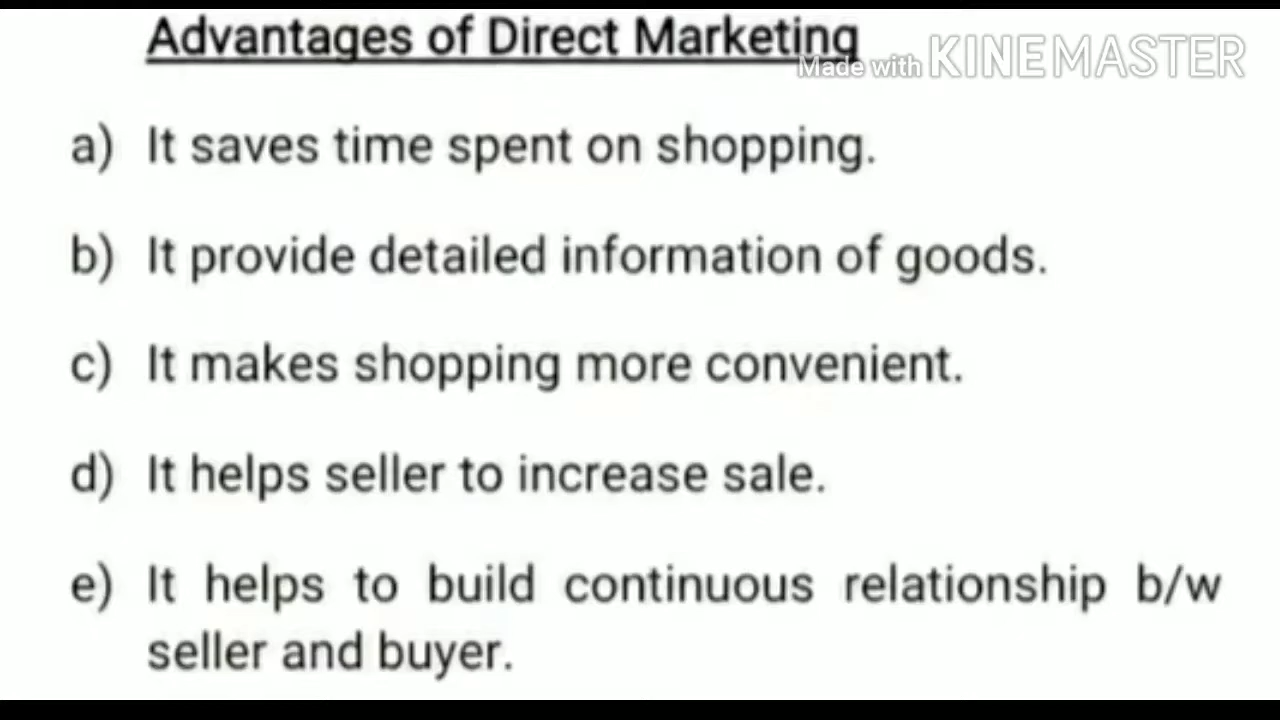 Advantages of Direct Marketing
Made with KINEMASTER
a) It saves time spent on shopping.
b) It provide detailed information of goods.
c) It makes shopping more convenient.
d) It helps seller to increase sale.
e) It helps to build continuous relationship b/w
seller and buyer.